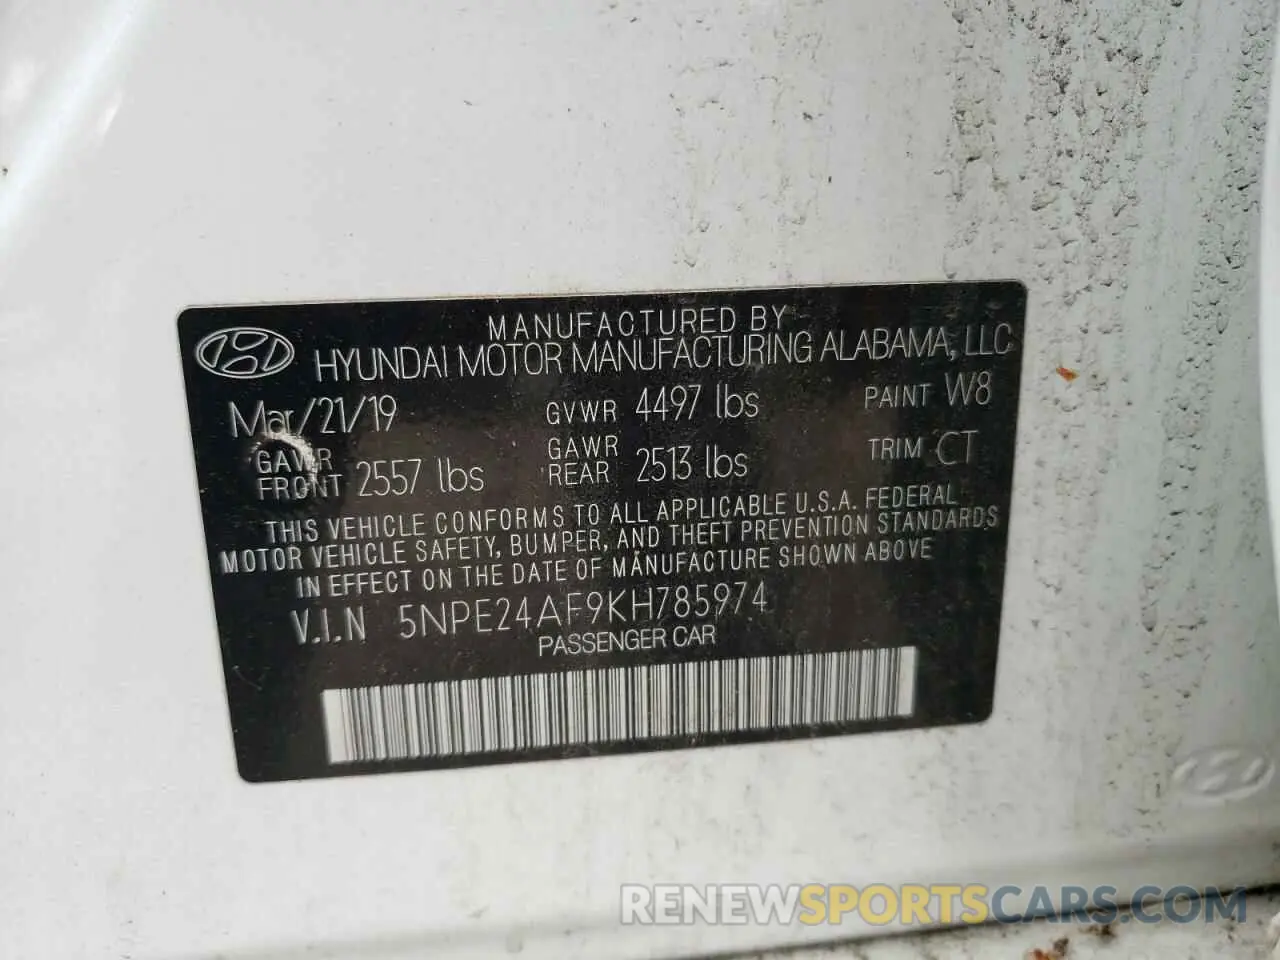 MANUFACTURED BY
HYUNDAI MOTOR MANUFACTURING ALABAMA, LLC
Mar/21/19 GVWR 4497 lbs PAINT W8
GAWR FRONT 2557 lbs GAWR REAR 2513 lbs TRIM CT
THIS VEHICLE CONFORMS TO ALL APPLICABLE U.S.A. FEDERAL
MOTOR VEHICLE SAFETY, BUMPER, AND THEFT PREVENTION STANDARDS
IN EFFECT ON THE DATE OF MANUFACTURE SHOWN ABOVE
V.I.N 5NPE24AF9KH785974
PASSENGER CAR
RENEWSPORTSCARS.COM